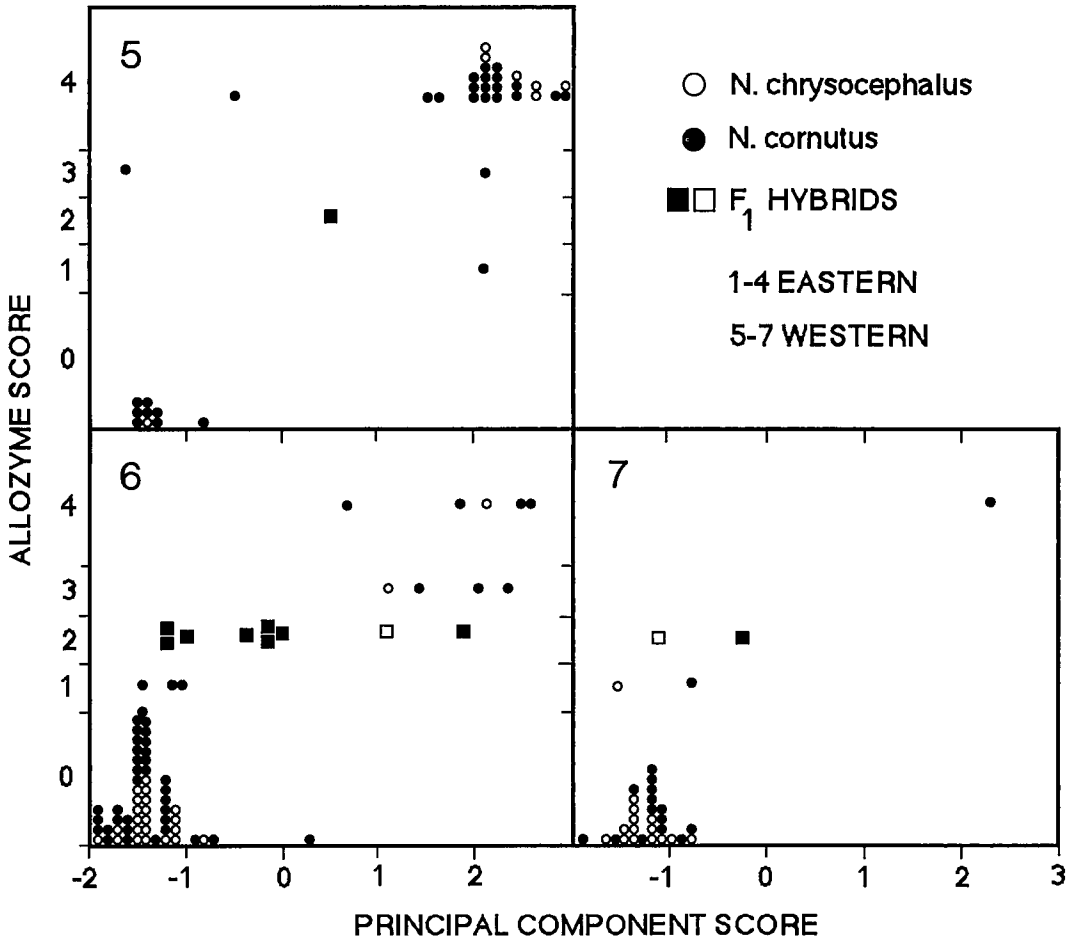 5
N. chrysocephalus
N. cornutus
F1 HYBRIDS
1-4 EASTERN
5-7 WESTERN
4
3
2
1
0
ALLOZYME SCORE
6
7
4
3
2
1
0
-2 -1 0 1 2 -1 0 1 2 3
PRINCIPAL COMPONENT SCORE